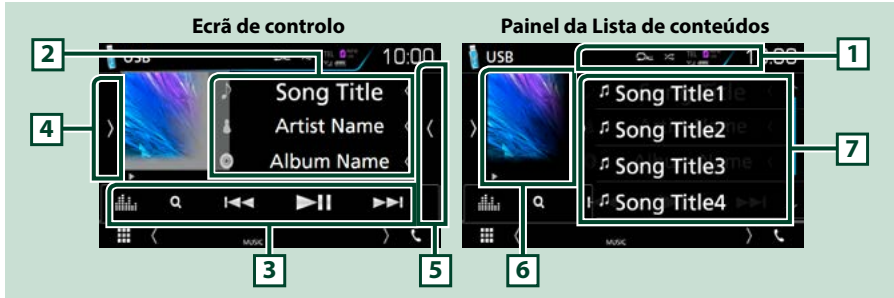 Ecrã de controlo
Painel da Lista de conteúdos
2
USB
10:00
4
Song Title
Artist Name
Album Name
MUSIC
3
5
USB
1
Song Title1
Song Title2
Song Title3
Song Title4
7
MUSIC
6